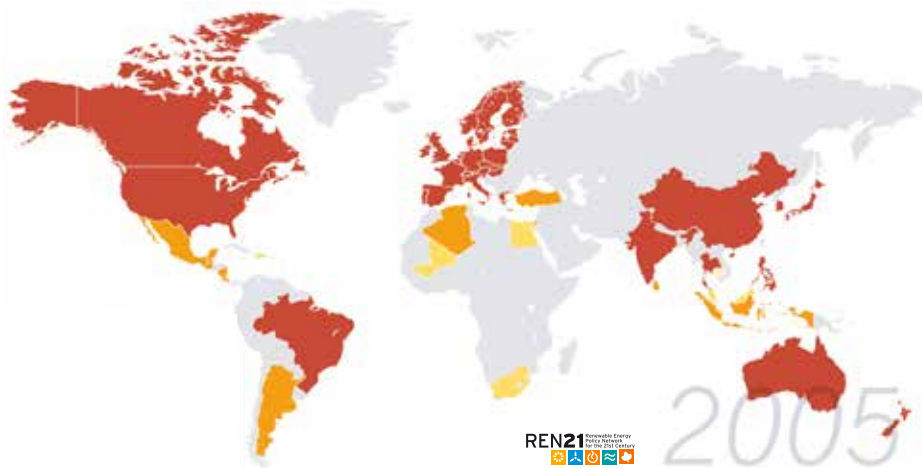 2005
REN21
Renewable Energy
Policy Network
for the 21st Century